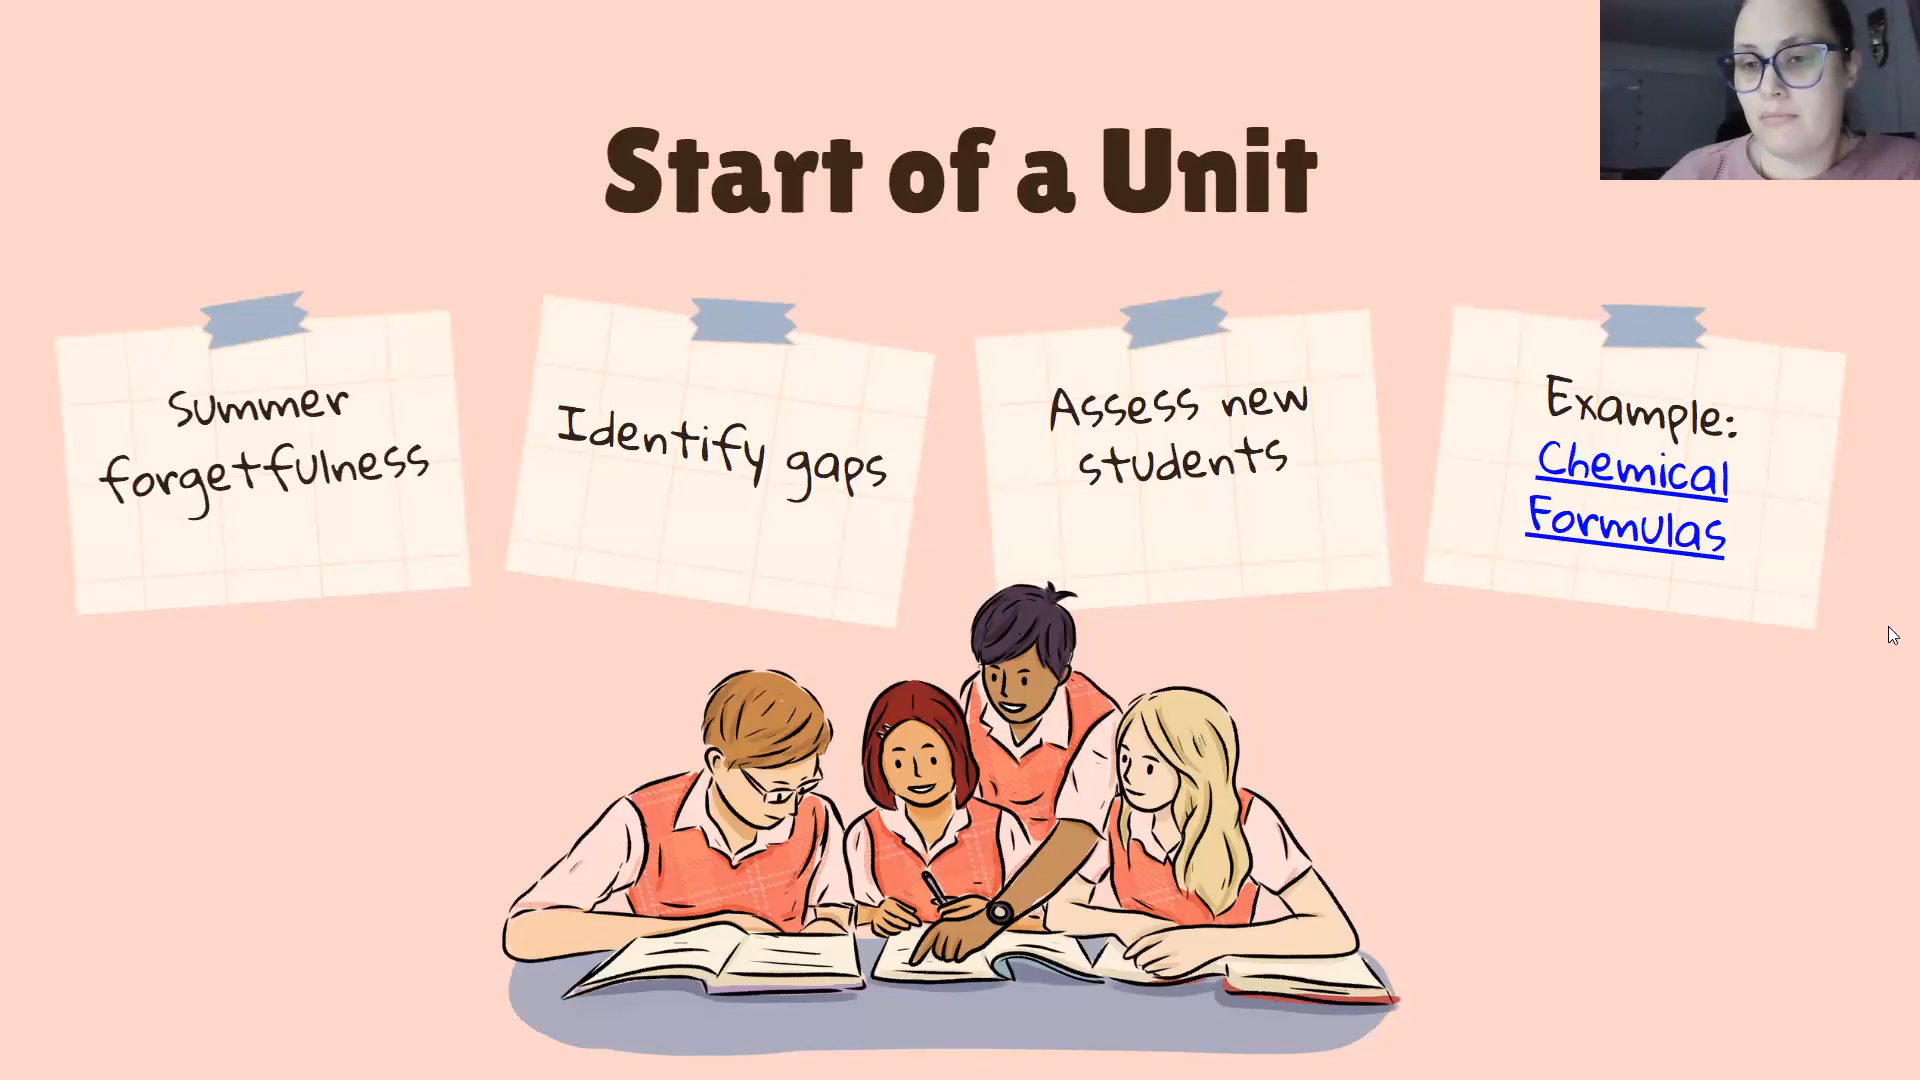 Start of a Unit
Summer
forgetfulness
Identify gaps
Assess new
students
Example:
Chemical
Formulas